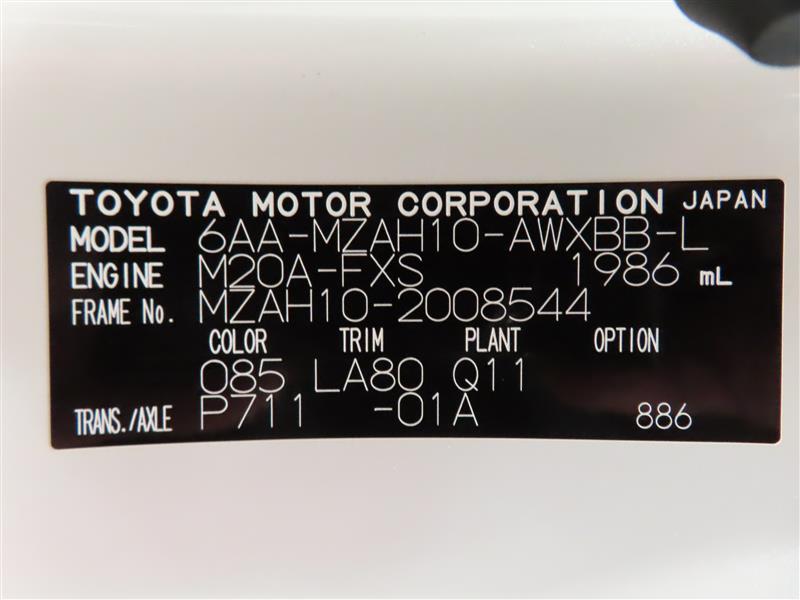 TOYOTA MOTOR CORPORATION JAPAN
MODEL 6AA-MZAH10-AWXBB-L
ENGINE M20A-FXS 1986 mL
FRAME No. MZAH10-2008544
COLOR TRIM PLANT OPTION
085 LA80 Q11
TRANS./AXLE P711 -01A 886